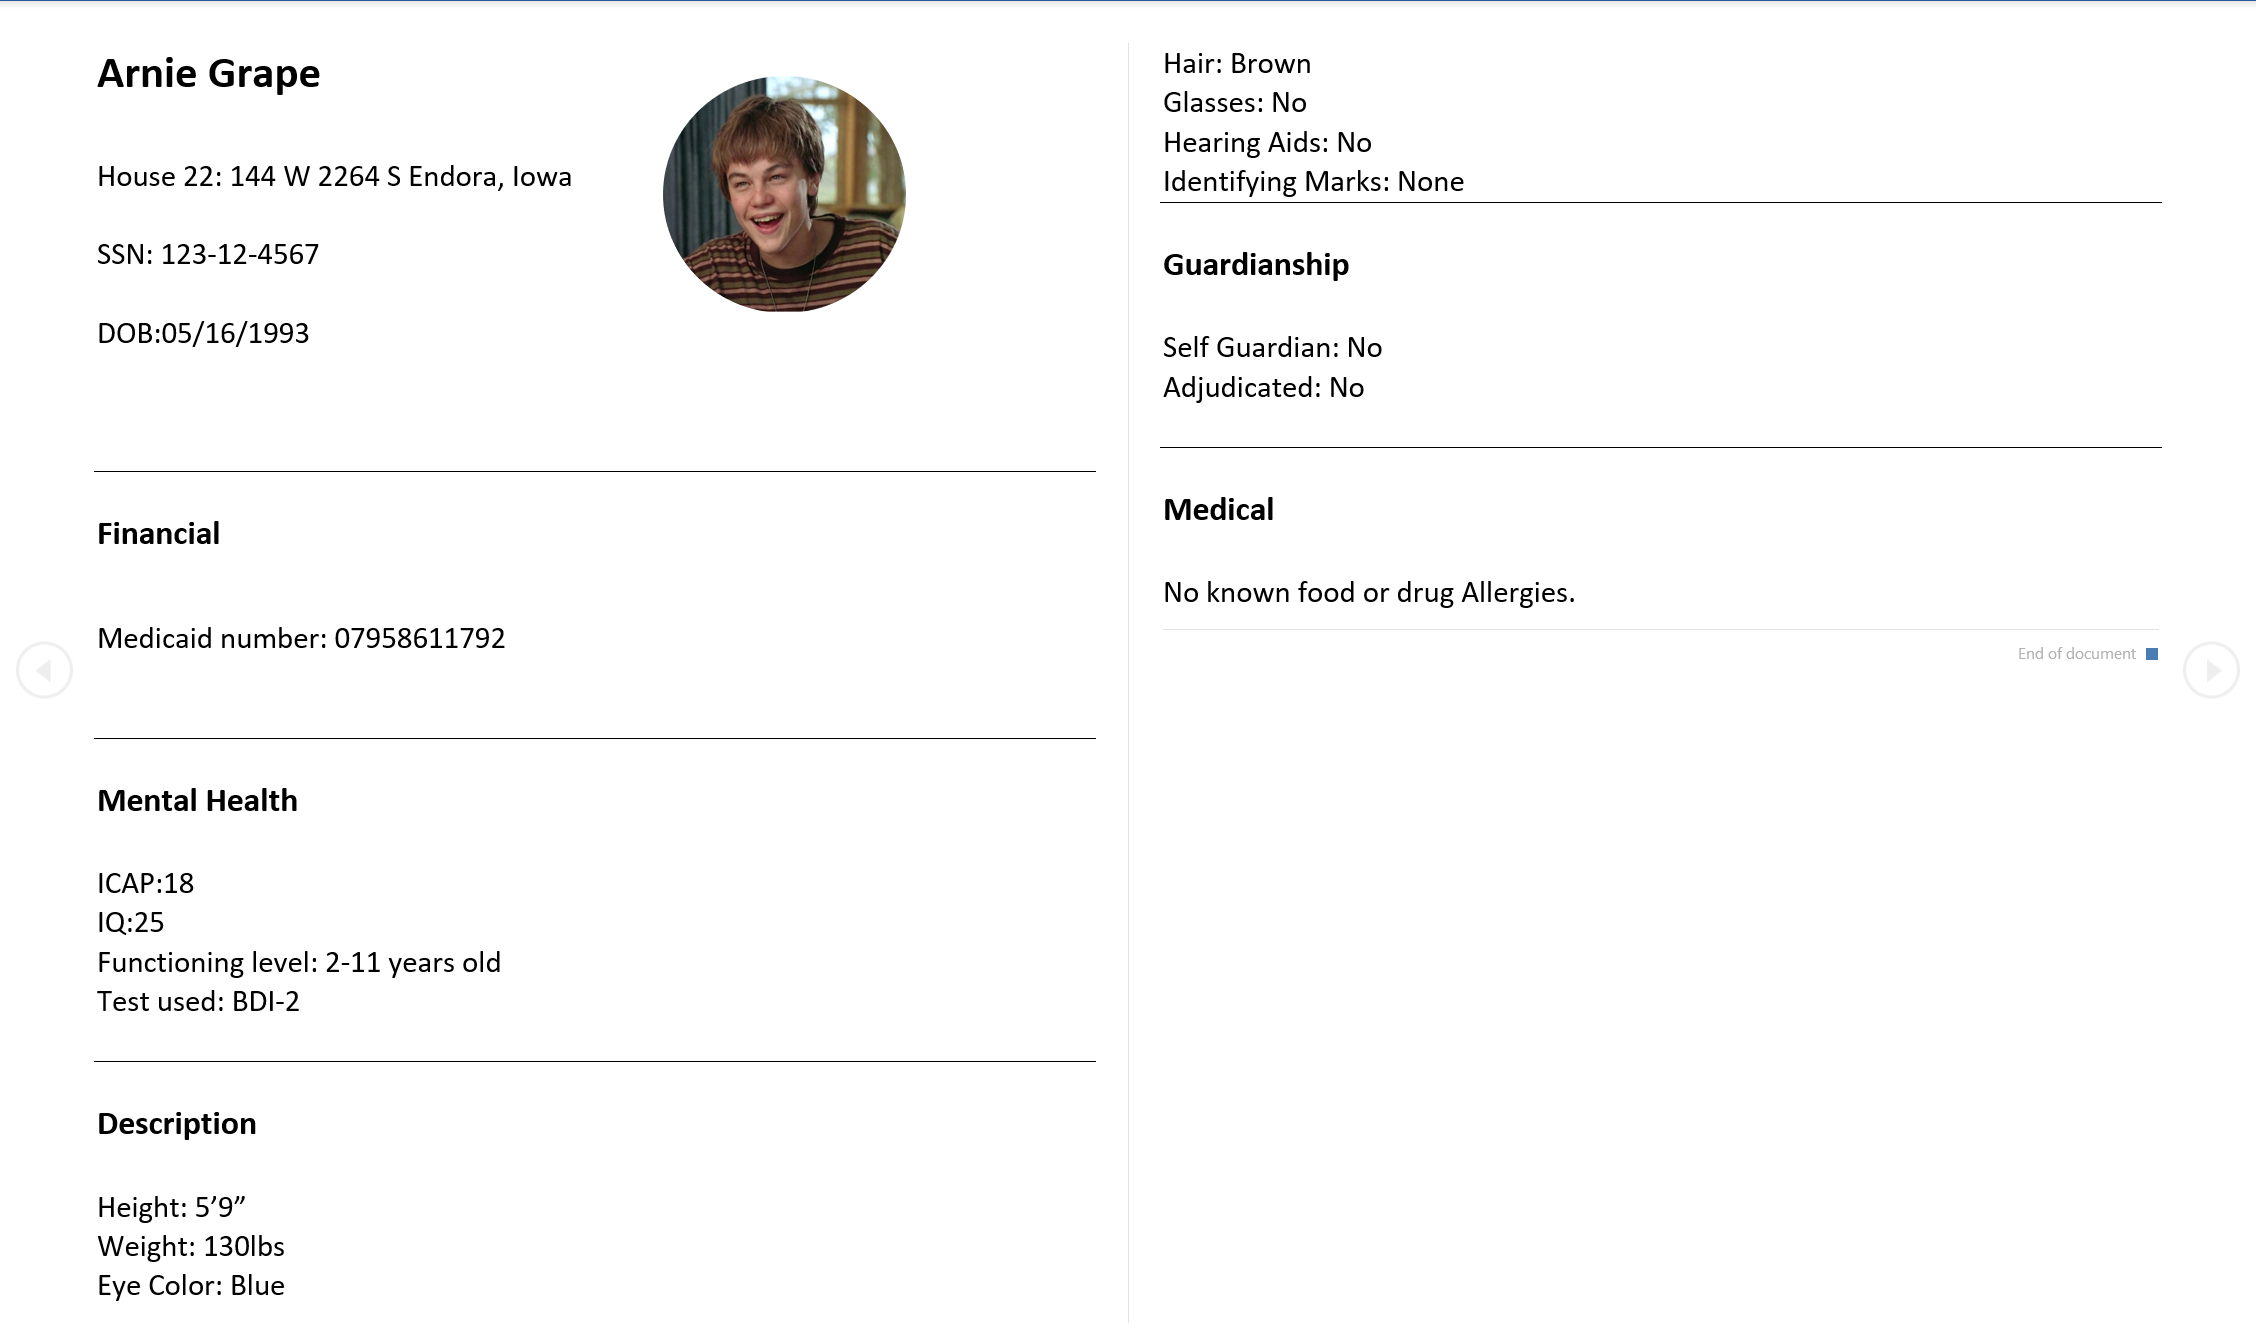 Arnie Grape
House 22: 144 W 2264 S Endora, Iowa
SSN: 123-12-4567
DOB:05/16/1993
Financial
Medicaid number: 07958611792
Mental Health
ICAP:18
IQ:25
Functioning level: 2-11 years old
Test used: BDI-2
Description
Height: 5’9”
Weight: 130lbs
Eye Color: Blue
Hair: Brown
Glasses: No
Hearing Aids: No
Identifying Marks: None
Guardianship
Self Guardian: No
Adjudicated: No
Medical
No known food or drug Allergies.
End of document